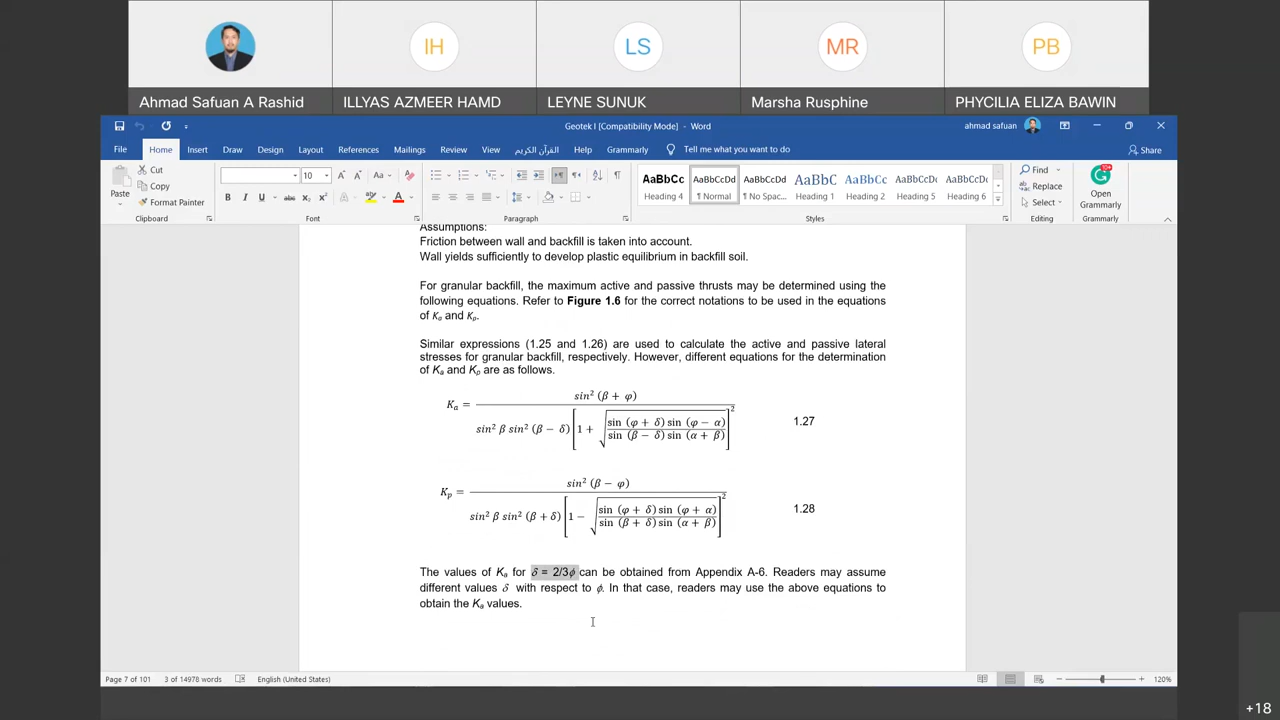 IH
LS
MR
PB
Ahmad Safuan A Rashid
ILLYAS AZMEER HAMD
LEYNE SUNUK
Marsha Rusphine
PHYCILIA ELIZA BAWIN
Geotek I [Compatibility Mode] - Word
ahmad safuan
File Home Insert Draw Design Layout References Mailings Review View القرآن الكريم Help Grammarly Tell me what you want to do Share
Paste
Cut
Copy
Format Painter
Clipboard
10
Aa
B I U abc x₂ x²
Font
Paragraph
AaBbCc AaBbCcDd AaBbCcDd AaBbC AaBbCc AaBbCcDd AaBbCcDd
Heading 4 ¶ Normal ¶ No Spac... Heading 1 Heading 2 Heading 5 Heading 6
Styles
Find
Replace
Select
Editing
Open
Grammarly
Grammarly
Assumptions:
Friction between wall and backfill is taken into account.
Wall yields sufficiently to develop plastic equilibrium in backfill soil.
For granular backfill, the maximum active and passive thrusts may be determined using the
following equations. Refer to Figure 1.6 for the correct notations to be used in the equations
of Ka and Kp.
Similar expressions (1.25 and 1.26) are used to calculate the active and passive lateral
stresses for granular backfill, respectively. However, different equations for the determination
of Ka and Kp are as follows.
sin² (β + φ)
Ka =
sin² β sin² (β − δ) [1 + √ sin (φ + δ) sin (φ − α) / sin (β − δ) sin (α + β)]²
1.27
sin² (β − φ)
Kp =
sin² β sin² (β + δ) [1 − √ sin (φ + δ) sin (φ + α) / sin (β + δ) sin (α + β)]²
1.28
The values of Ka for δ = 2/3ϕ can be obtained from Appendix A-6. Readers may assume
different values δ with respect to ϕ. In that case, readers may use the above equations to
obtain the Ka values.
Page 7 of 101 3 of 14978 words English (United States) 120%
+18